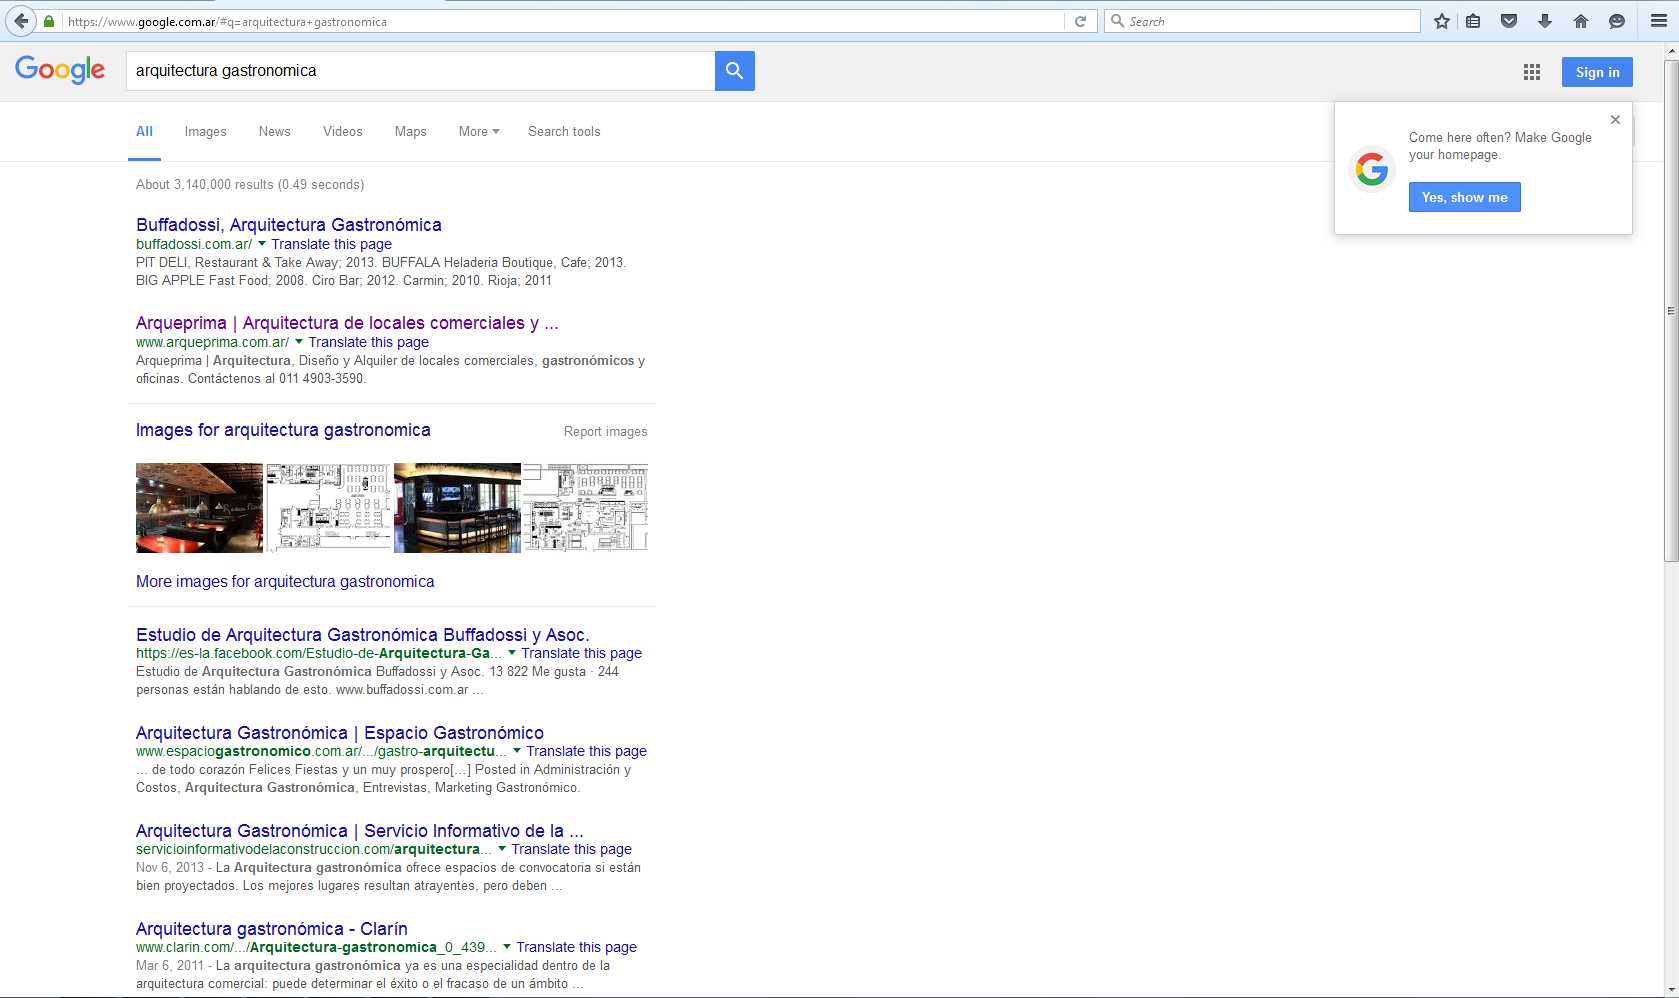 https://www.google.com.ar/#q=arquitectura+gastronomica
Search
Google
arquitectura gastronomica
Sign in
All Images News Videos Maps More Search tools
Come here often? Make Google
your homepage.
Yes, show me
About 3,140,000 results (0.49 seconds)
Buffadossi, Arquitectura Gastronómica
buffadossi.com.ar/ Translate this page
PIT DELI, Restaurant & Take Away; 2013. BUFFALA Heladeria Boutique, Cafe; 2013.
BIG APPLE Fast Food; 2008. Ciro Bar; 2012. Carmin; 2010. Rioja; 2011
Arqueprima | Arquitectura de locales comerciales y ...
www.arqueprima.com.ar/ Translate this page
Arqueprima | Arquitectura, Diseño y Alquiler de locales comerciales, gastronómicos y
oficinas. Contáctenos al 011 4903-3590.
Images for arquitectura gastronomica
Report images
More images for arquitectura gastronomica
Estudio de Arquitectura Gastronómica Buffadossi y Asoc.
https://es-la.facebook.com/Estudio-de-Arquitectura-Ga... Translate this page
Estudio de Arquitectura Gastronómica Buffadossi y Asoc. 13 822 Me gusta · 244
personas están hablando de esto. www.buffadossi.com.ar ...
Arquitectura Gastronómica | Espacio Gastronómico
www.espaciogastronomico.com.ar/.../gastro-arquitectu... Translate this page
... de todo corazón Felices Fiestas y un muy prospero[…] Posted in Administración y
Costos, Arquitectura Gastronómica, Entrevistas, Marketing Gastronómico.
Arquitectura Gastronómica | Servicio Informativo de la ...
servicioinformativodelaconstruccion.com/arquitectura... Translate this page
Nov 6, 2013 - La Arquitectura gastronómica ofrece espacios de convocatoria si están
bien proyectados. Los mejores lugares resultan atrayentes, pero deben ...
Arquitectura gastronómica - Clarín
www.clarin.com/.../Arquitectura-gastronomica_0_439... Translate this page
Mar 6, 2011 - La arquitectura gastronómica ya es una especialidad dentro de la
arquitectura comercial: puede determinar el éxito o el fracaso de un ámbito ...